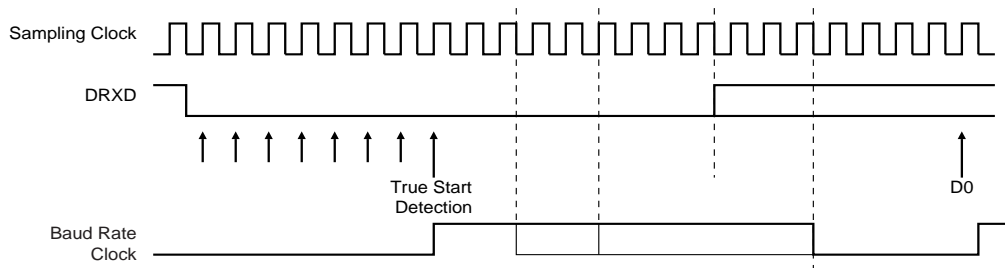 Sampling Clock
DRXD
True Start
Detection
D0
Baud Rate
Clock